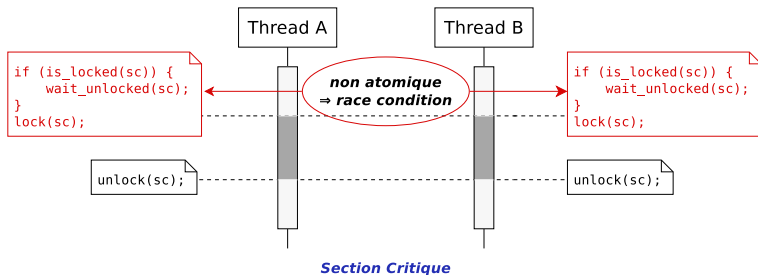 Thread A
Thread B
if (is_locked(sc)) {
    wait_unlocked(sc);
}
lock(sc);
non atomique
⇒ race condition
if (is_locked(sc)) {
    wait_unlocked(sc);
}
lock(sc);
unlock(sc);
unlock(sc);
Section Critique